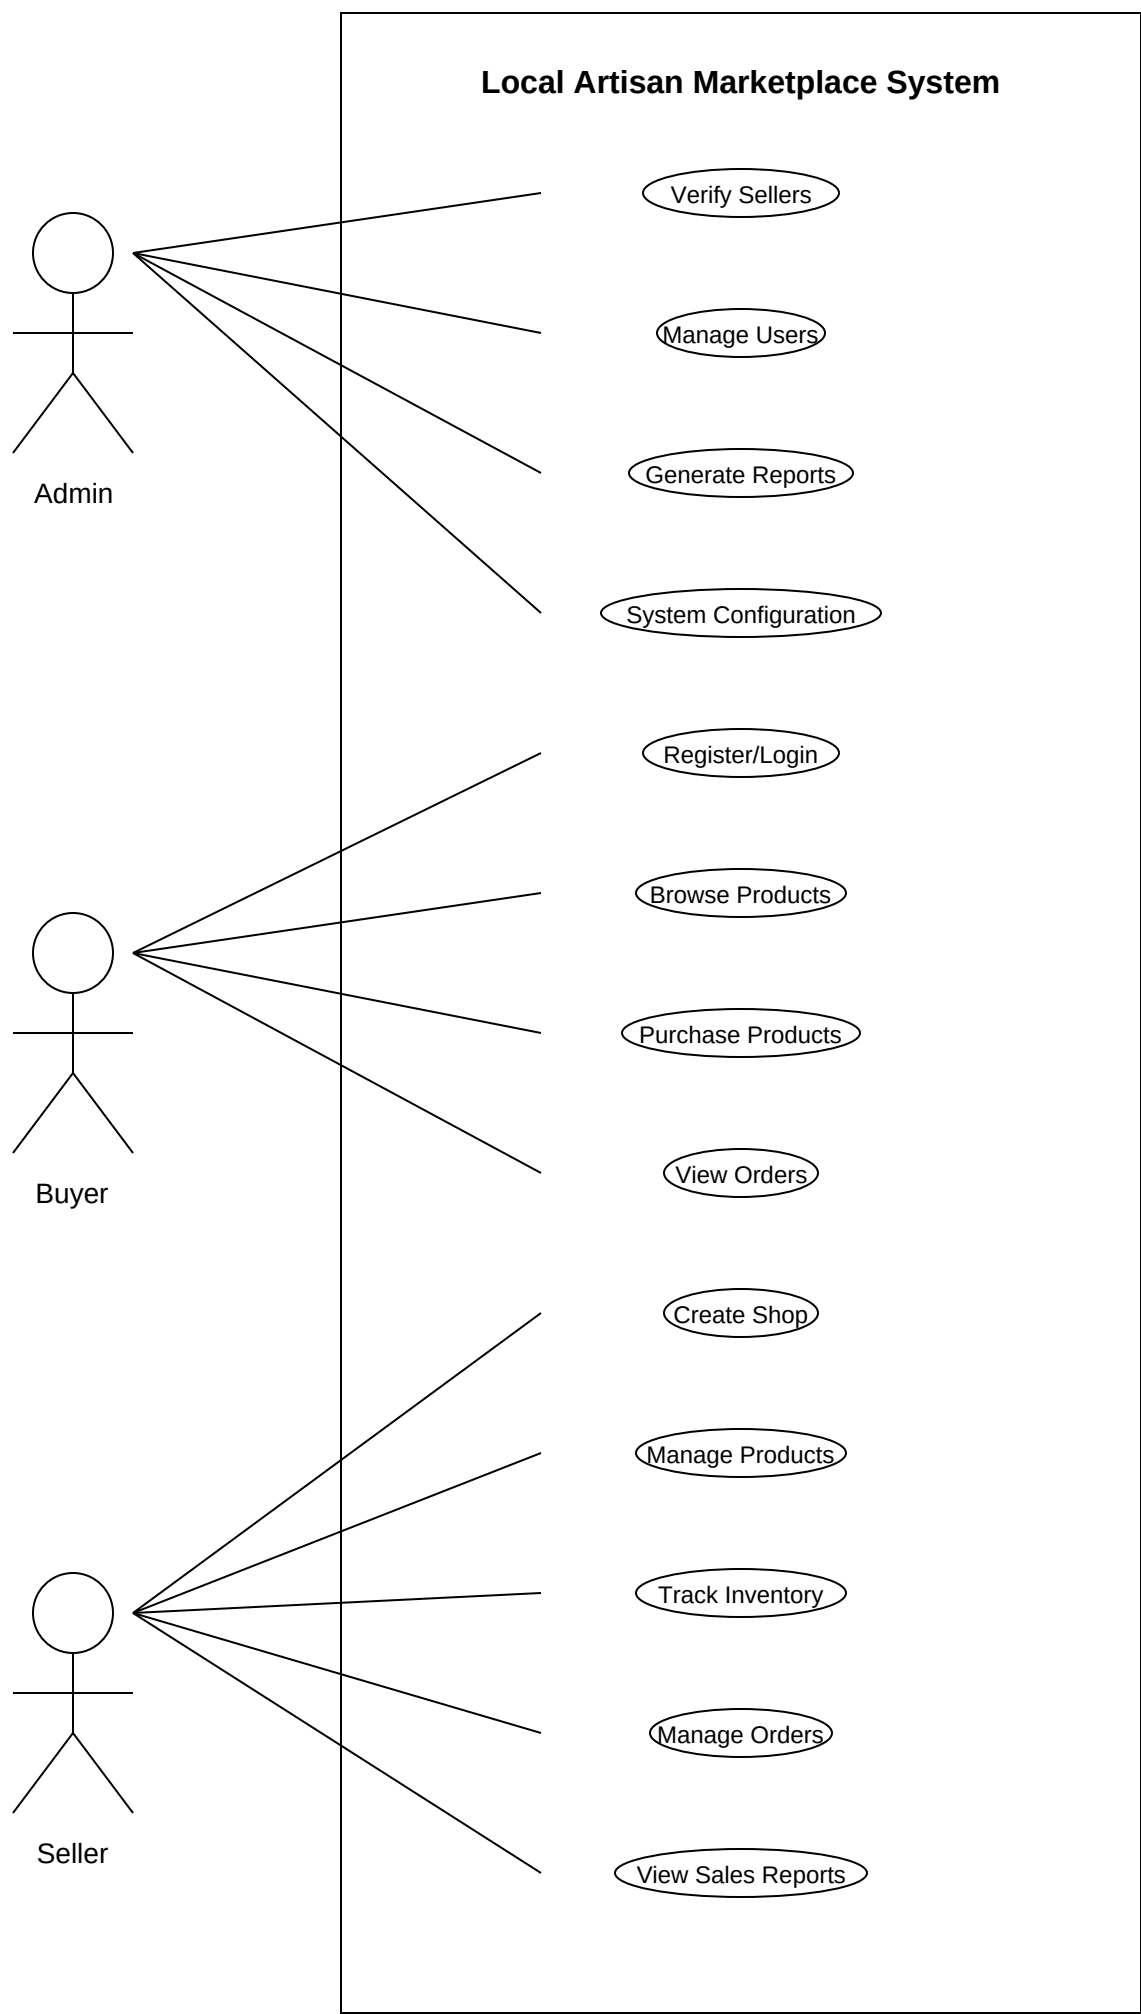 Local Artisan Marketplace System
Verify Sellers
Manage Users
Generate Reports
Admin
System Configuration
Register/Login
Browse Products
Purchase Products
View Orders
Buyer
Create Shop
Manage Products
Track Inventory
Manage Orders
Seller
View Sales Reports